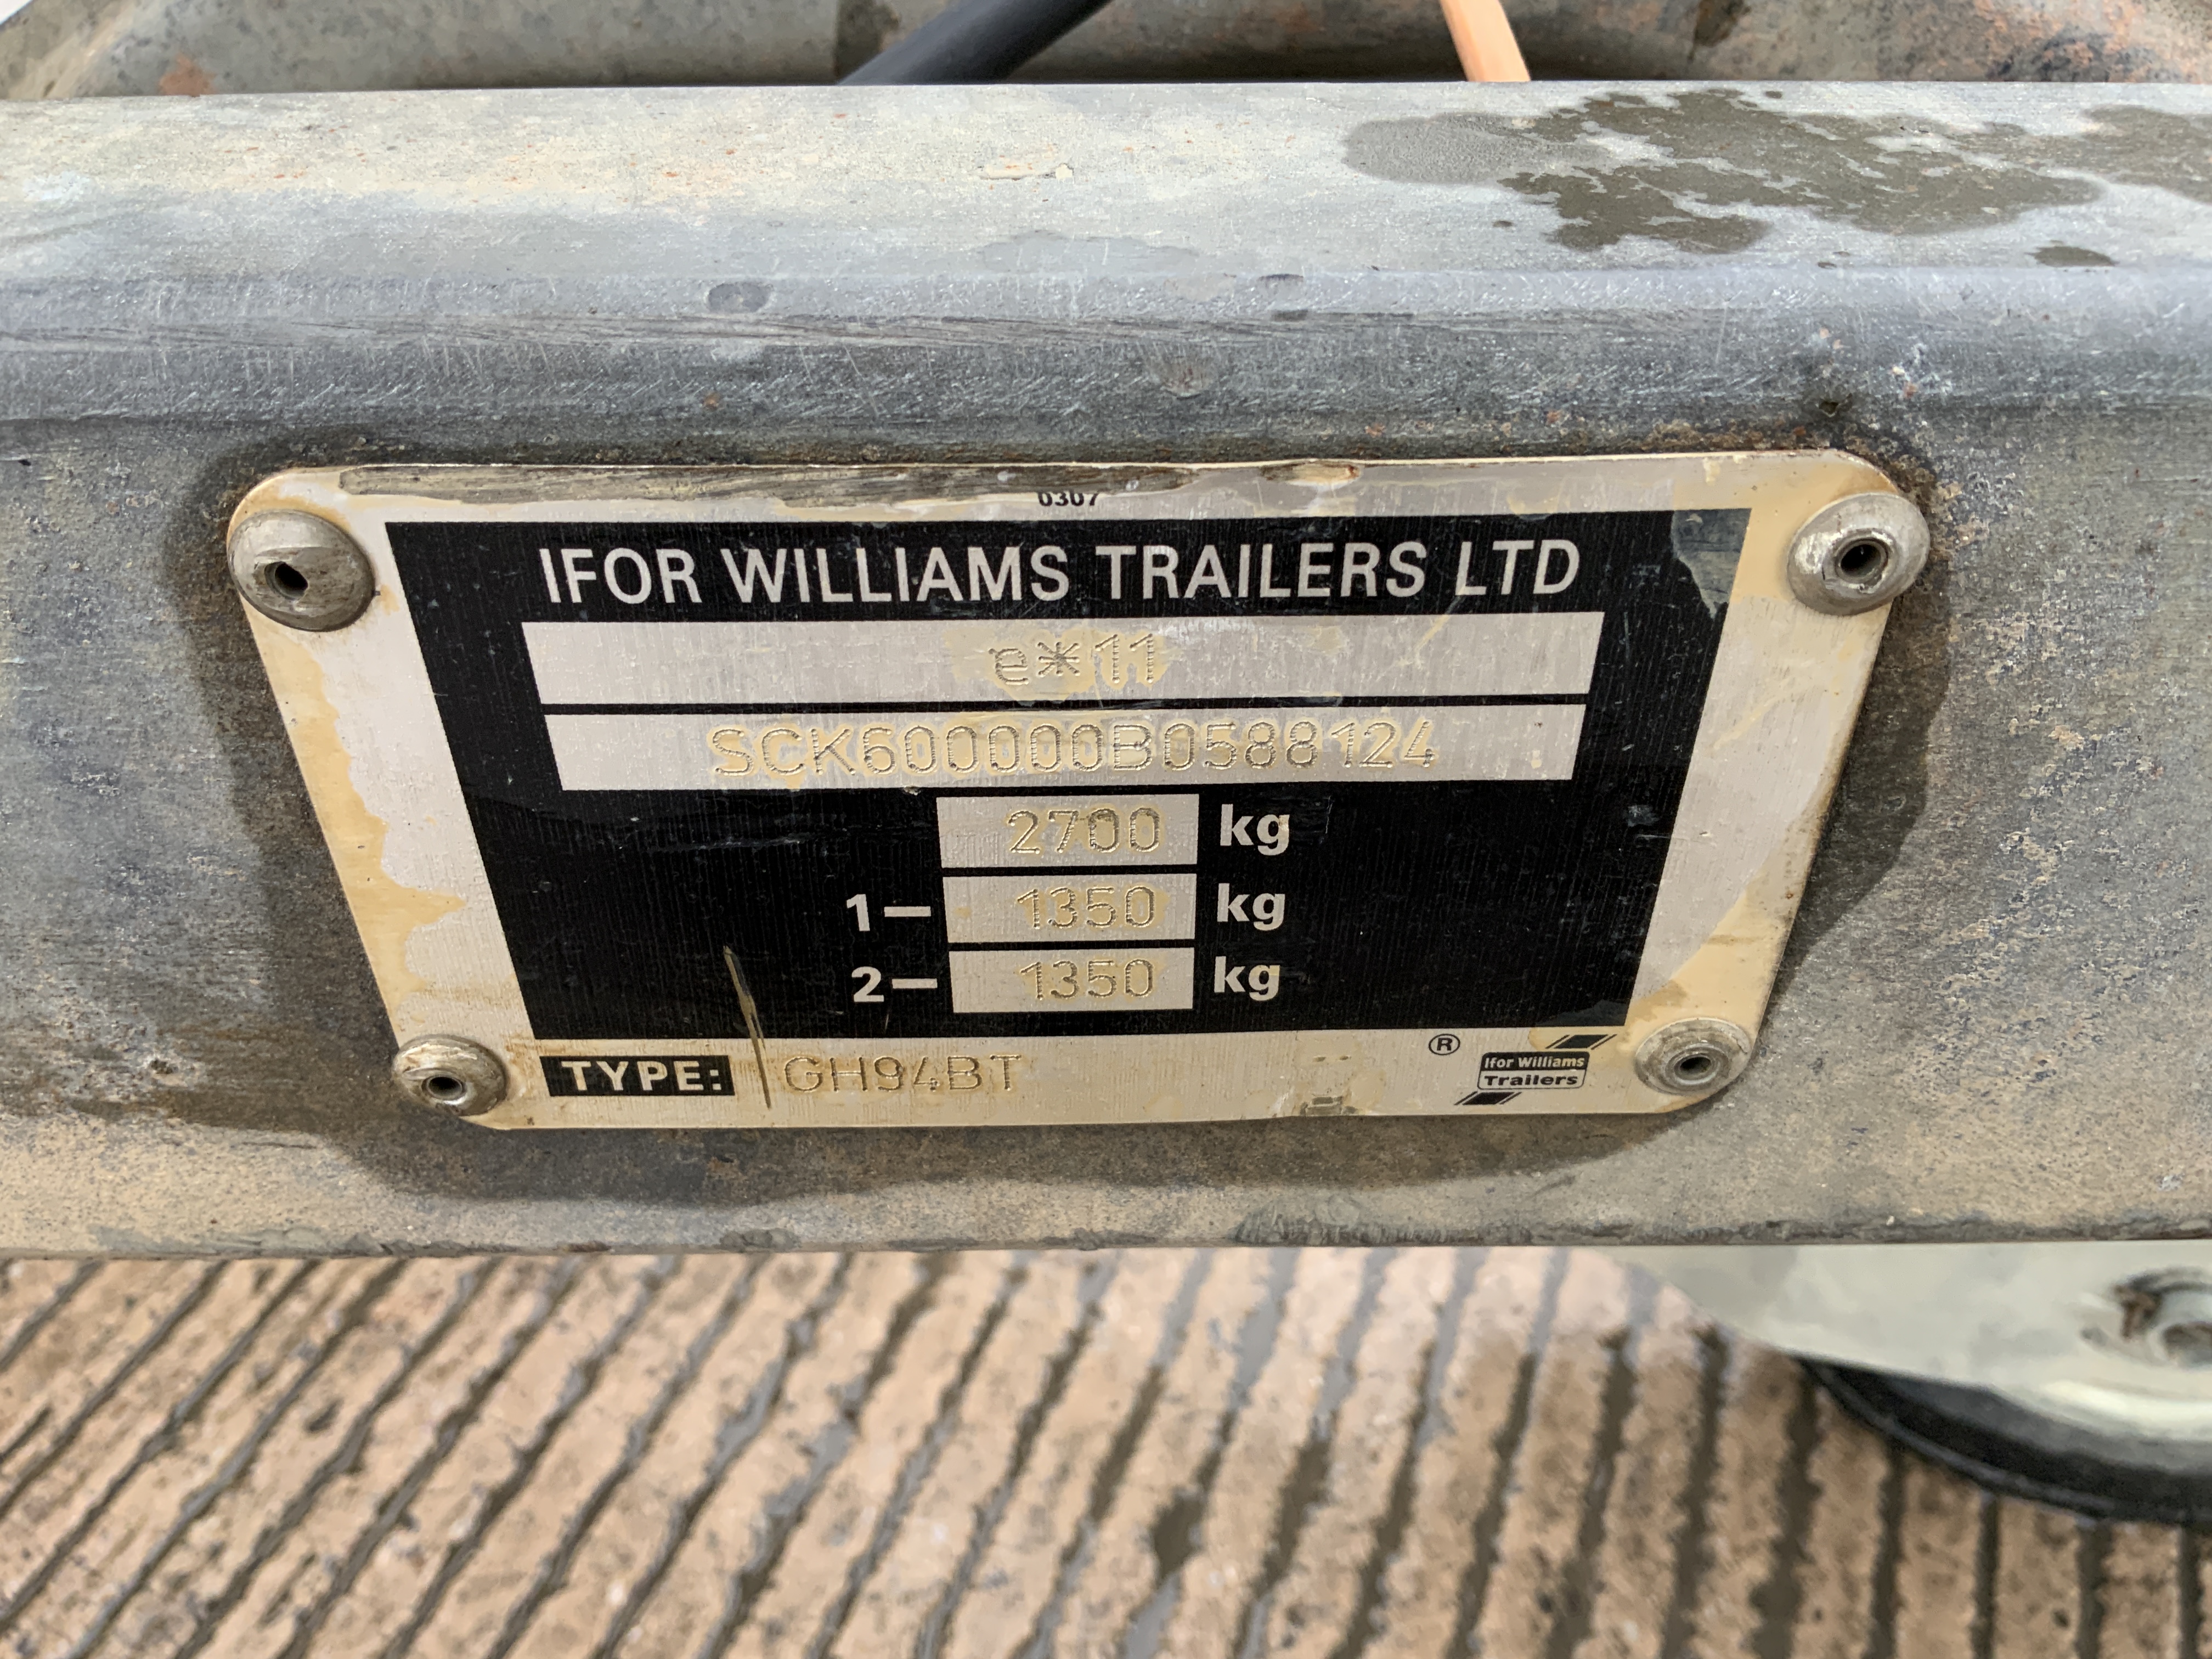 0307
IFOR WILLIAMS TRAILERS LTD
e*11
SCK600000B0588124
2700 kg
1– 1350 kg
2– 1350 kg
TYPE: GH94BT
®
Ifor Williams
Trailers